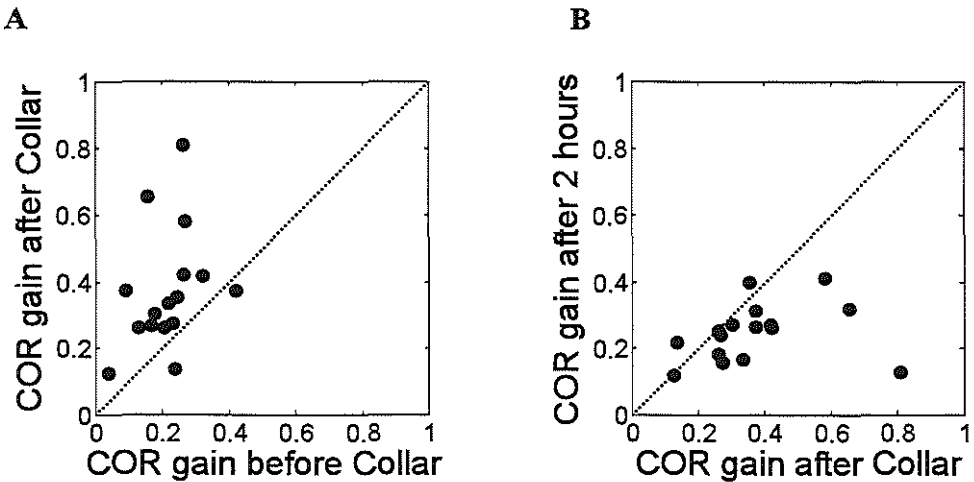 A
COR gain after Collar
1
0.8
0.6
0.4
0.2
0
0 0.2 0.4 0.6 0.8 1
COR gain before Collar
B
COR gain after 2 hours
1
0.8
0.6
0.4
0.2
0
0 0.2 0.4 0.6 0.8 1
COR gain after Collar